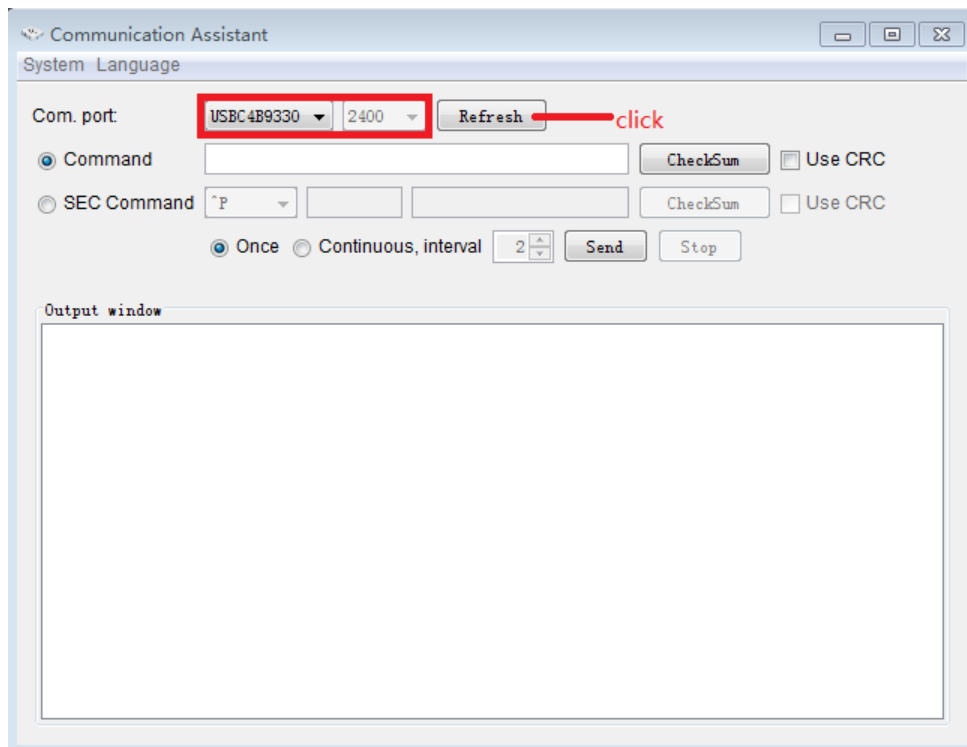 Communication Assistant
System Language
Com. port: USBC4B9330 2400 Refresh click
Command CheckSum Use CRC
SEC Command ^P CheckSum Use CRC
Once Continuous, interval 2 Send Stop
Output window